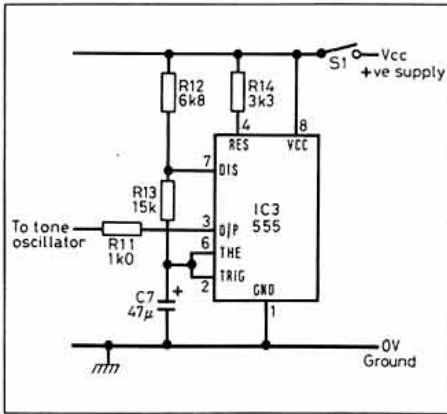 R12
6k8
R14
3k3
S1
Vcc
+ve supply
4
8
RES
VCC
7
DIS
R13
15k
IC3
555
To tone
oscillator
R11
1k0
3
O/P
6
THE
2
TRIG
C7
47µ
+
GND
1
0V
Ground